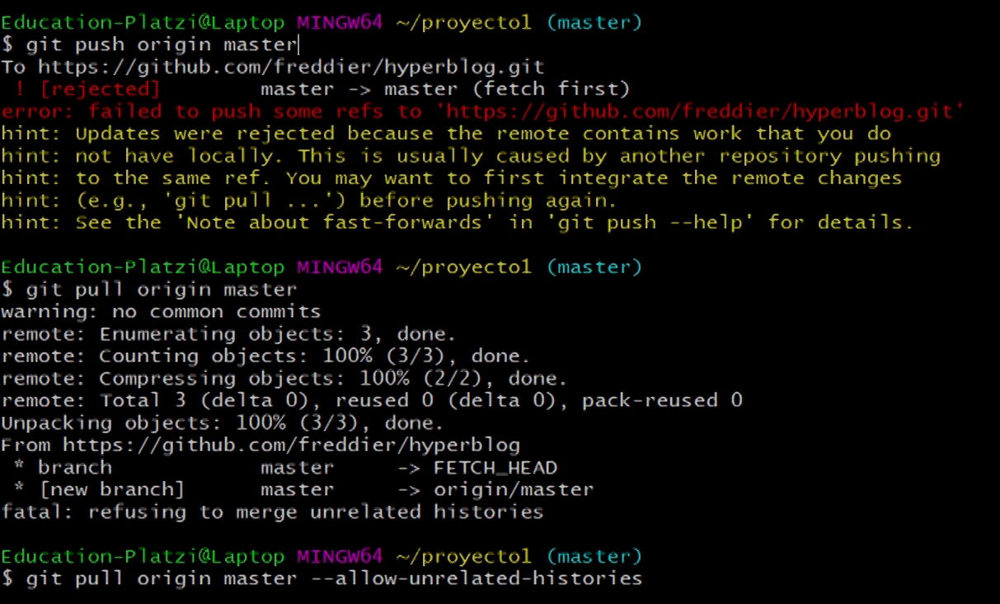 Education-Platzi@Laptop MINGW64 ~/proyecto1 (master)
$ git push origin master
To https://github.com/freddier/hyperblog.git
 ! [rejected]        master -> master (fetch first)
error: failed to push some refs to 'https://github.com/freddier/hyperblog.git'
hint: Updates were rejected because the remote contains work that you do
hint: not have locally. This is usually caused by another repository pushing
hint: to the same ref. You may want to first integrate the remote changes
hint: (e.g., 'git pull ...') before pushing again.
hint: See the 'Note about fast-forwards' in 'git push --help' for details.
Education-Platzi@Laptop MINGW64 ~/proyecto1 (master)
$ git pull origin master
warning: no common commits
remote: Enumerating objects: 3, done.
remote: Counting objects: 100% (3/3), done.
remote: Compressing objects: 100% (2/2), done.
remote: Total 3 (delta 0), reused 0 (delta 0), pack-reused 0
Unpacking objects: 100% (3/3), done.
From https://github.com/freddier/hyperblog
 * branch            master     -> FETCH_HEAD
 * [new branch]      master     -> origin/master
fatal: refusing to merge unrelated histories
Education-Platzi@Laptop MINGW64 ~/proyecto1 (master)
$ git pull origin master --allow-unrelated-histories